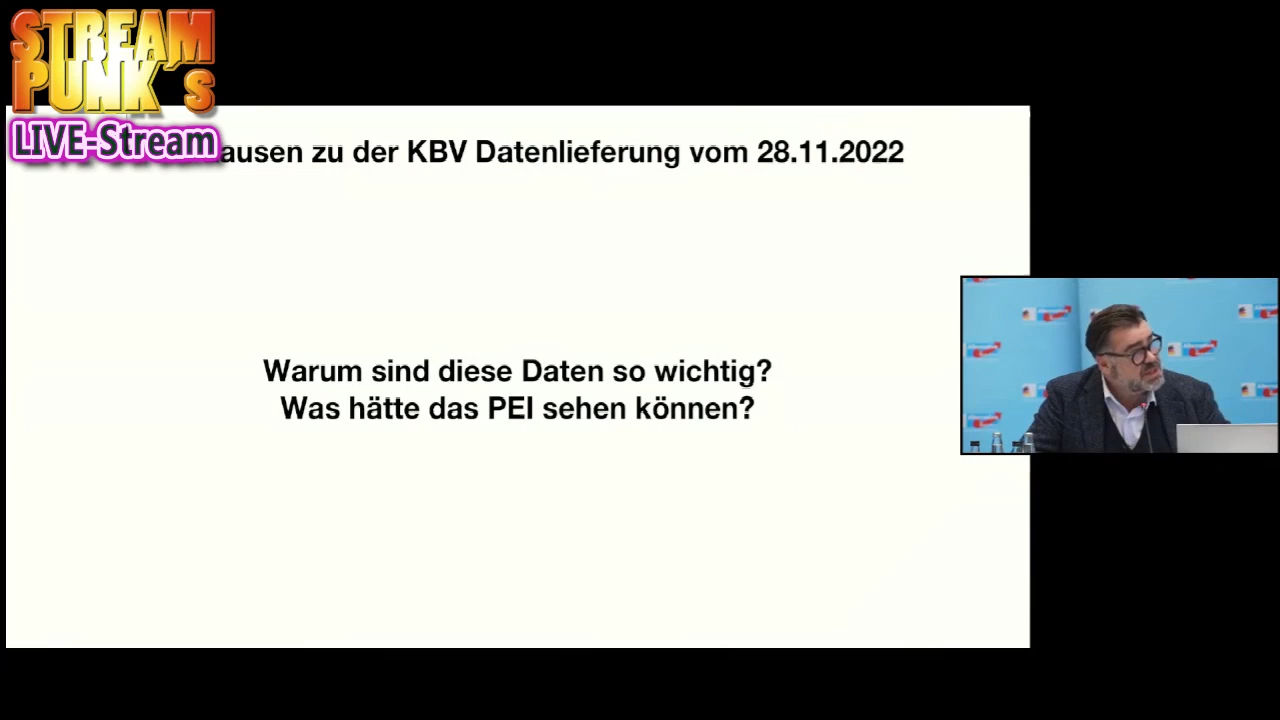 STREAM
PUNK´s
LIVE-Stream
ausen zu der KBV Datenlieferung vom 28.11.2022
Warum sind diese Daten so wichtig?
Was hätte das PEI sehen können?